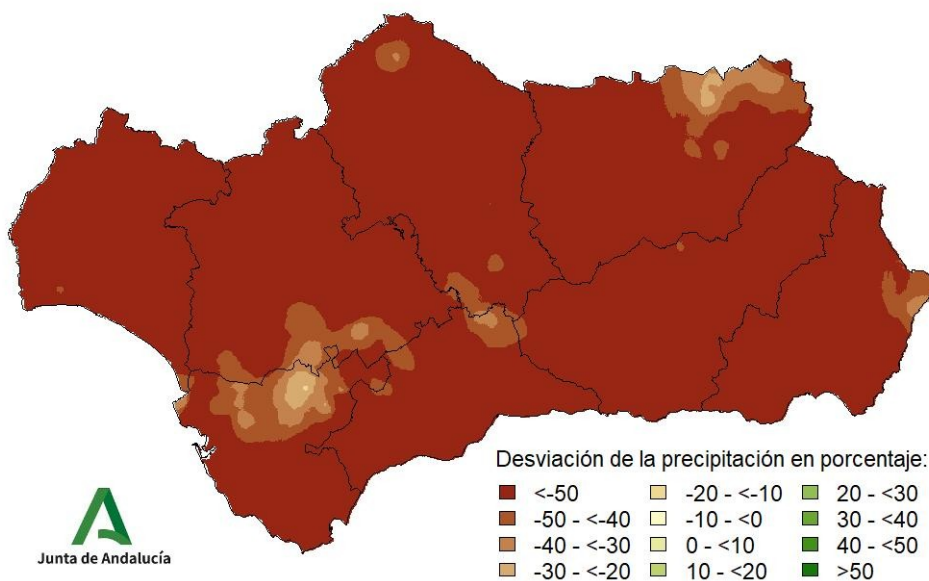 Desviación de la precipitación en porcentaje:
<-50
-50 - <-40
-40 - <-30
-30 - <-20
-20 - <-10
-10 - <0
0 - <10
10 - <20
20 - <30
30 - <40
40 - <50
>50
Junta de Andalucía